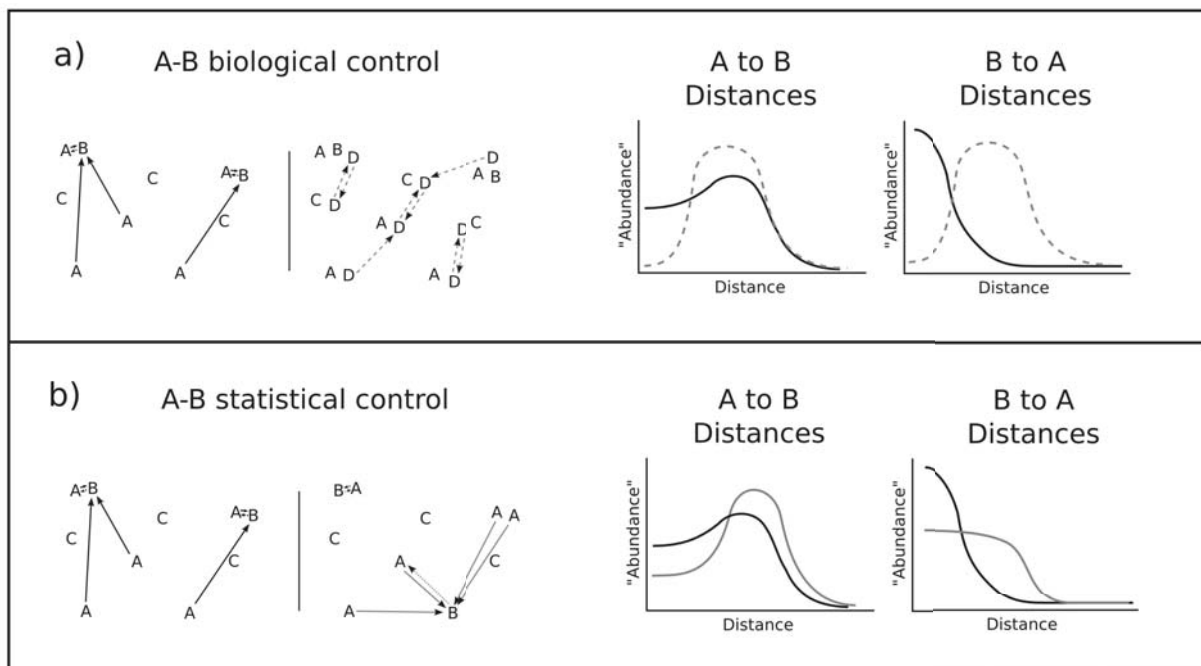 a)
A-B biological control
A⇌B
C
C
A⇌B
A
C
A
A
A B D
C D
C D
D
A B
A D
D C
A D
A D
A to B
Distances
"Abundance"
Distance
B to A
Distances
"Abundance"
Distance
b)
A-B statistical control
A⇌B
C
C
A⇌B
A
C
A
A
B⇌A
C
C
A A
A
C
A
B
A to B
Distances
"Abundance"
Distance
B to A
Distances
"Abundance"
Distance